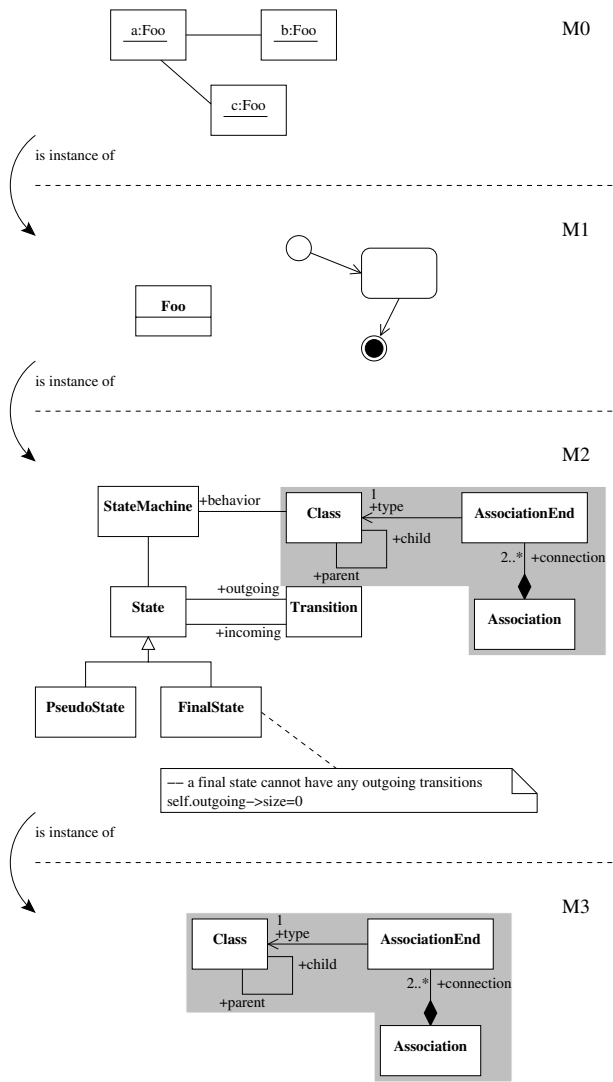 M0
a:Foo
b:Foo
c:Foo
is instance of
M1
Foo
is instance of
M2
StateMachine
+behavior
Class
1
+type
AssociationEnd
+child
2..*
+connection
+parent
State
+outgoing
Transition
+incoming
Association
PseudoState
FinalState
−− a final state cannot have any outgoing transitions
self.outgoing−>size=0
is instance of
M3
Class
1
+type
AssociationEnd
+child
2..*
+connection
+parent
Association